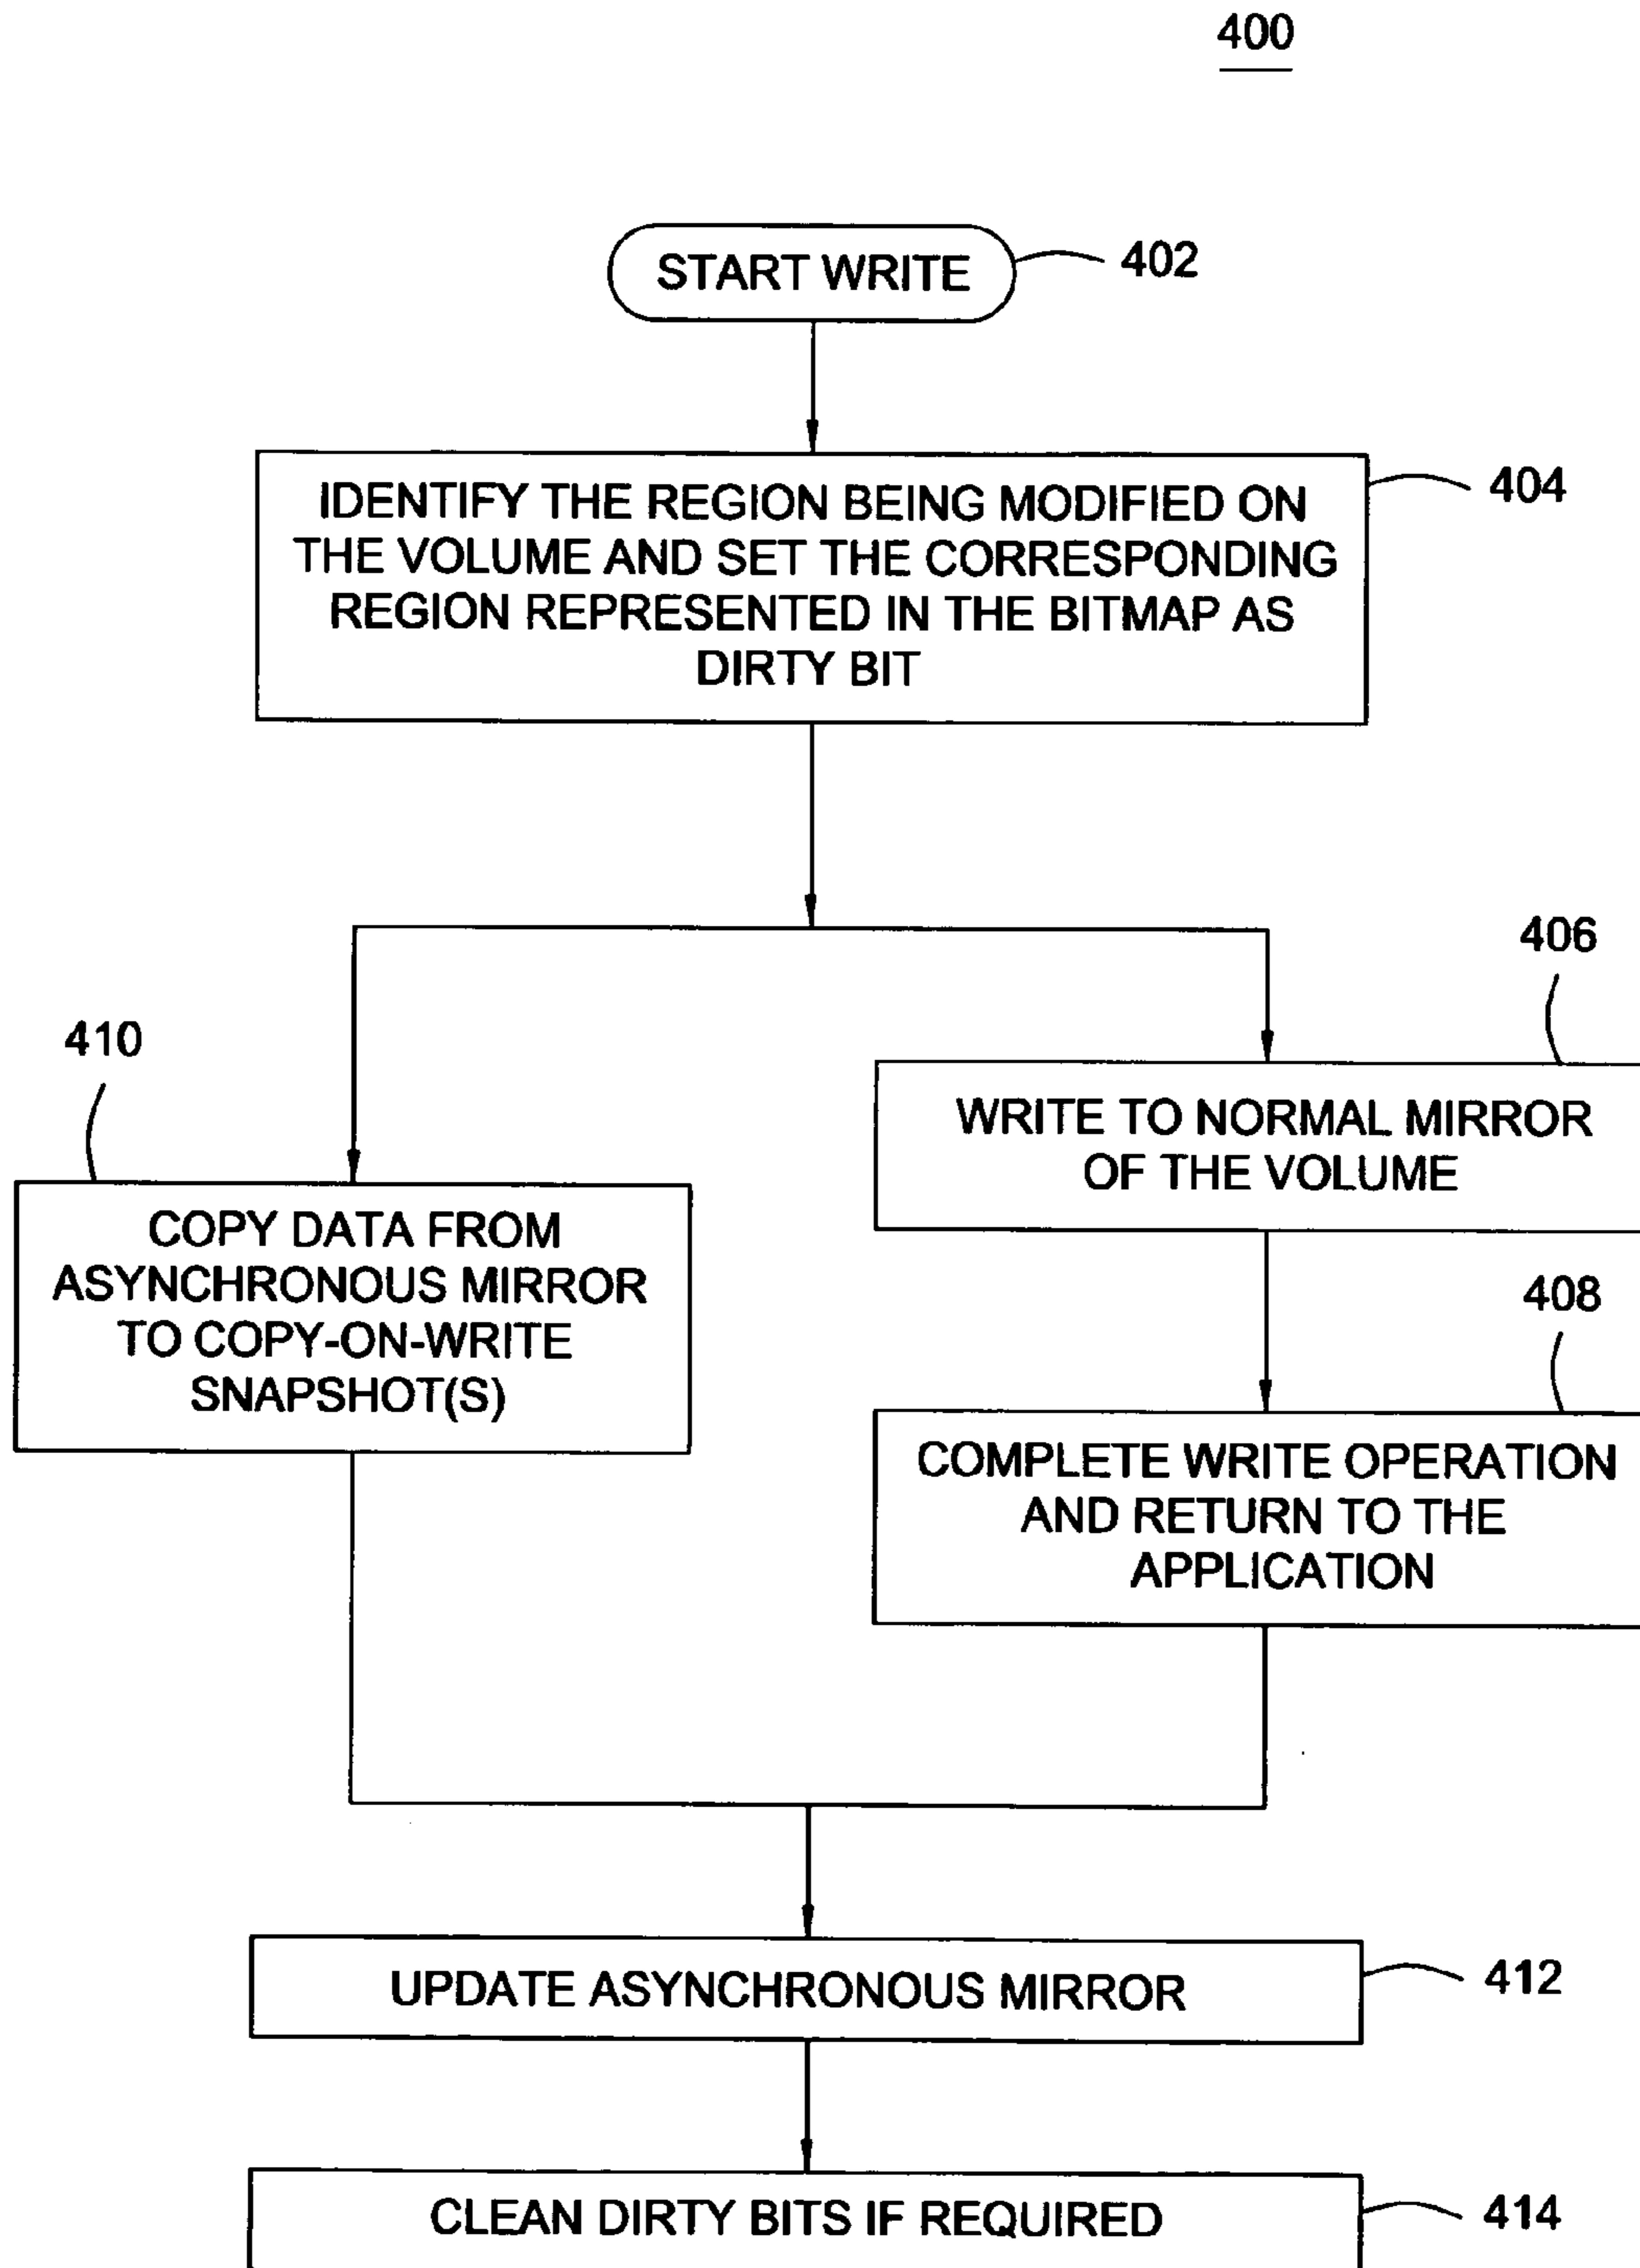 400
START WRITE
402
IDENTIFY THE REGION BEING MODIFIED ON
THE VOLUME AND SET THE CORRESPONDING
REGION REPRESENTED IN THE BITMAP AS
DIRTY BIT
404
406
WRITE TO NORMAL MIRROR
OF THE VOLUME
410
COPY DATA FROM
ASYNCHRONOUS MIRROR
TO COPY-ON-WRITE
SNAPSHOT(S)
408
COMPLETE WRITE OPERATION
AND RETURN TO THE
APPLICATION
UPDATE ASYNCHRONOUS MIRROR
412
CLEAN DIRTY BITS IF REQUIRED
414